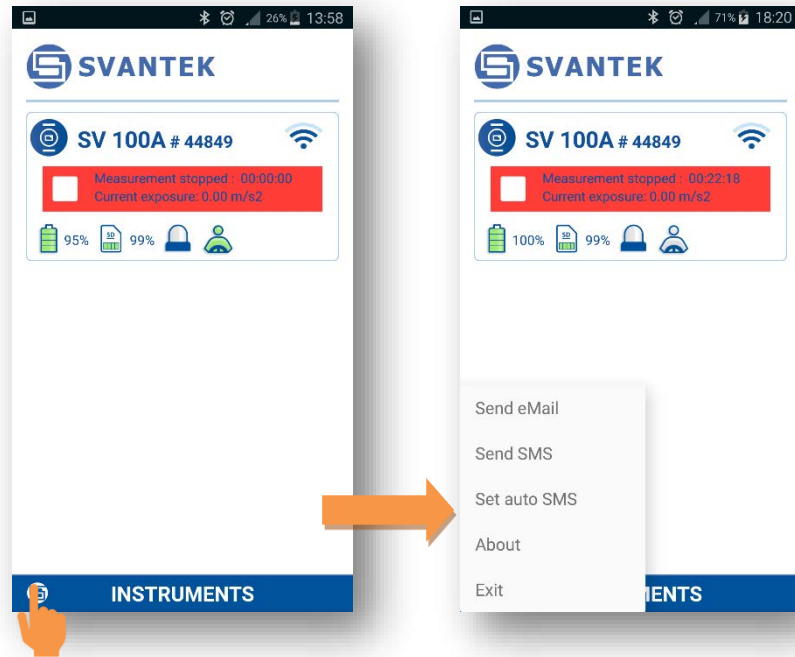 26% 13:58
SVANTEK
SV 100A # 44849
Measurement stopped : 00:00:00
Current exposure: 0.00 m/s2
95% SD 99%
INSTRUMENTS
71% 18:20
SVANTEK
SV 100A # 44849
Measurement stopped : 00:22:18
Current exposure: 0.00 m/s2
100% SD 99%
Send eMail
Send SMS
Set auto SMS
About
Exit
MENTS